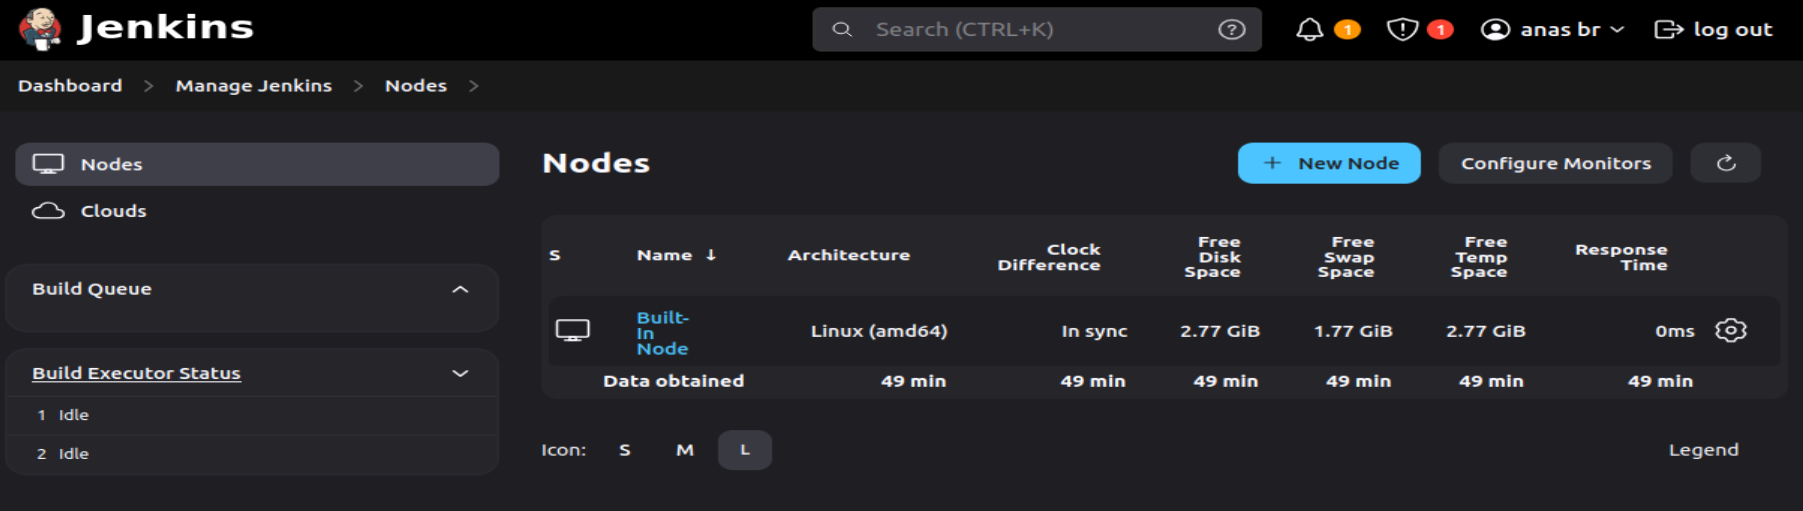 Jenkins
Search (CTRL+K)
?
1
1
anas br
log out
Dashboard > Manage Jenkins > Nodes >
Nodes
Clouds
Build Queue
Build Executor Status
1 Idle
2 Idle
Nodes
+ New Node
Configure Monitors
S Name ↓ Architecture Clock Difference Free Disk Space Free Swap Space Free Temp Space Response Time
Built-In Node Linux (amd64) In sync 2.77 GiB 1.77 GiB 2.77 GiB 0ms
Data obtained 49 min 49 min 49 min 49 min 49 min 49 min
Icon: S M L
Legend